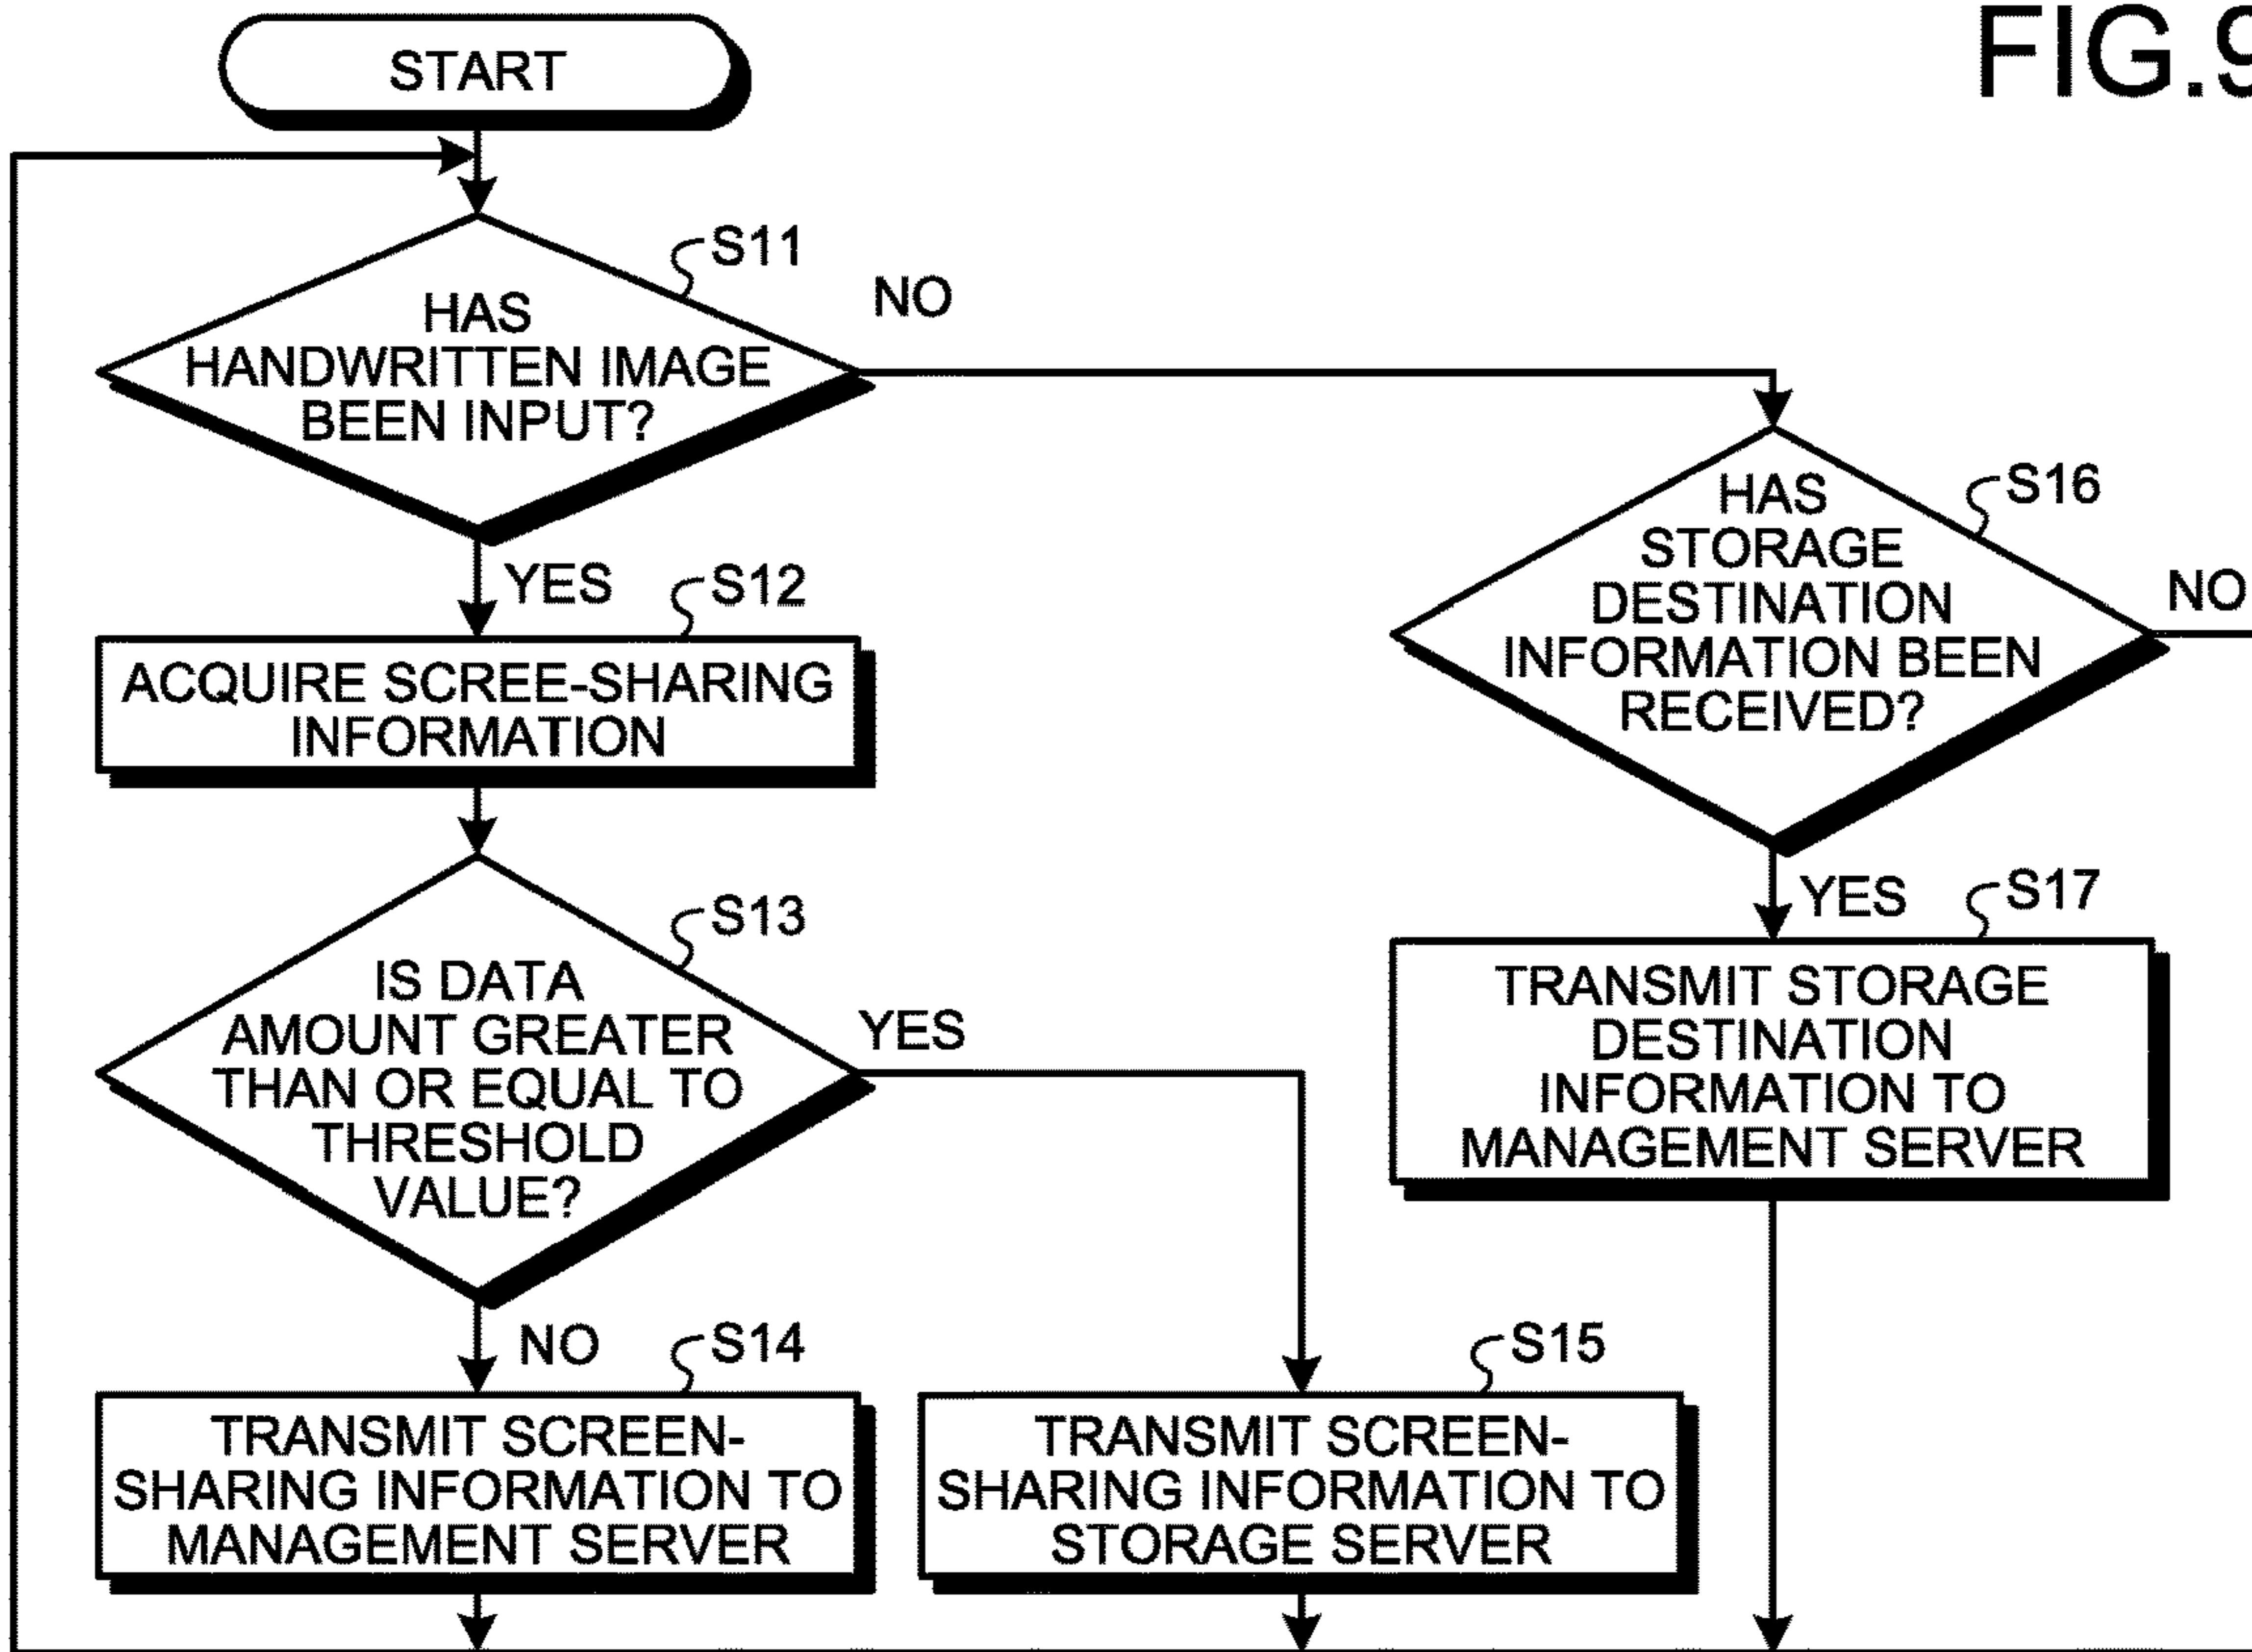 FIG.9
START
S11
HAS
HANDWRITTEN IMAGE
BEEN INPUT?
NO
YES
S12
ACQUIRE SCREE-SHARING
INFORMATION
S13
IS DATA
AMOUNT GREATER
THAN OR EQUAL TO
THRESHOLD
VALUE?
YES
NO
S14
TRANSMIT SCREEN-
SHARING INFORMATION TO
MANAGEMENT SERVER
S15
TRANSMIT SCREEN-
SHARING INFORMATION TO
STORAGE SERVER
S16
HAS
STORAGE
DESTINATION
INFORMATION BEEN
RECEIVED?
NO
YES
S17
TRANSMIT STORAGE
DESTINATION
INFORMATION TO
MANAGEMENT SERVER